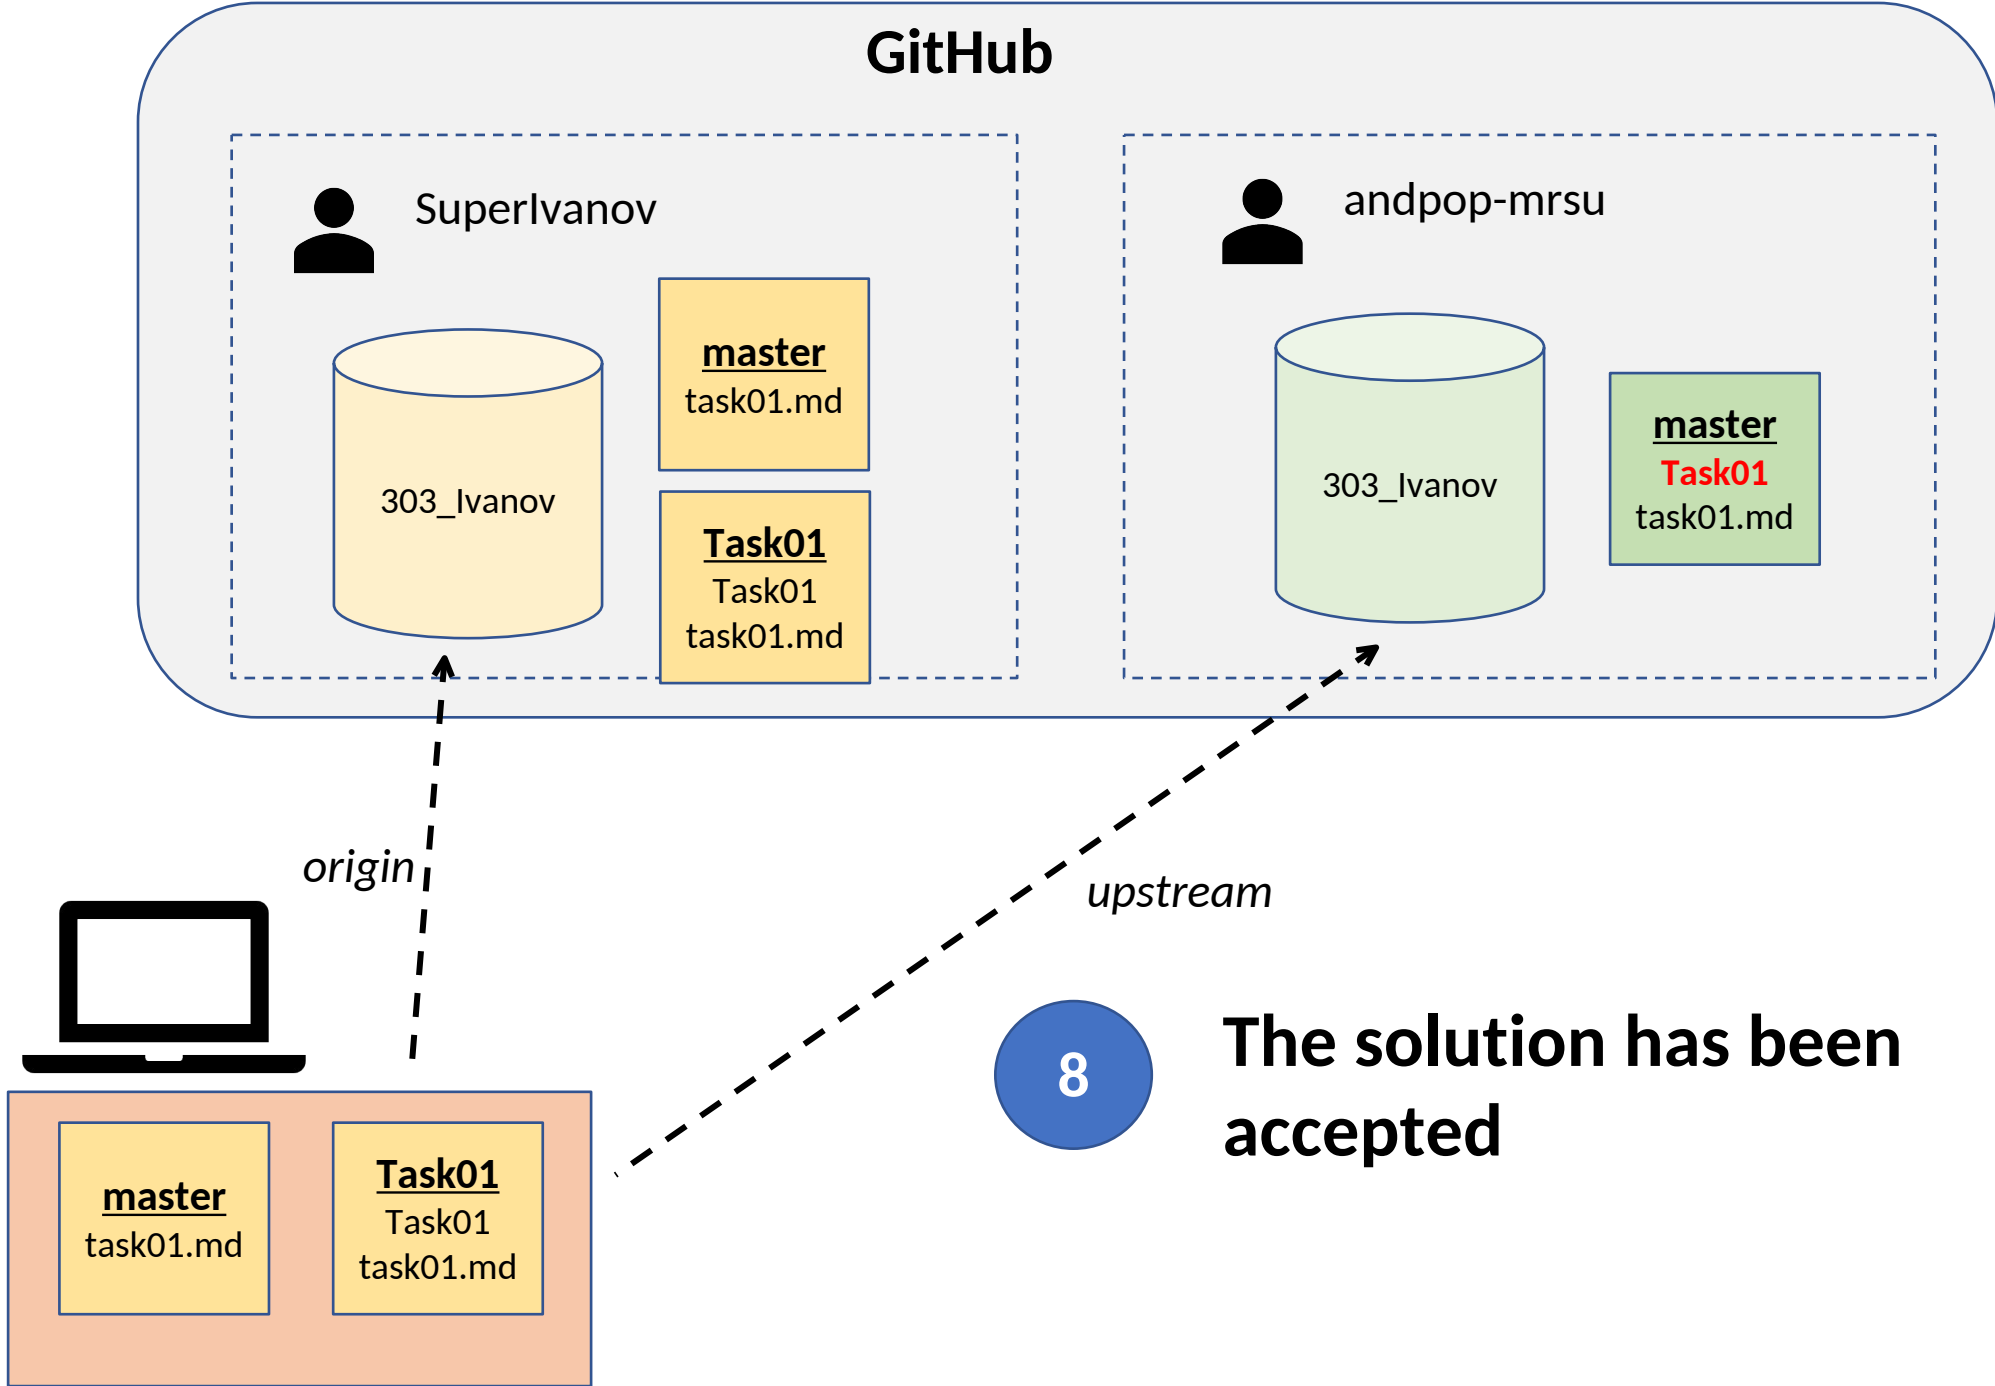 GitHub
SuperIvanov
master
task01.md
303_Ivanov
Task01
Task01
task01.md
andpop-mrsu
303_Ivanov
master
Task01
task01.md
origin
upstream
8
The solution has been
accepted
master
task01.md
Task01
Task01
task01.md